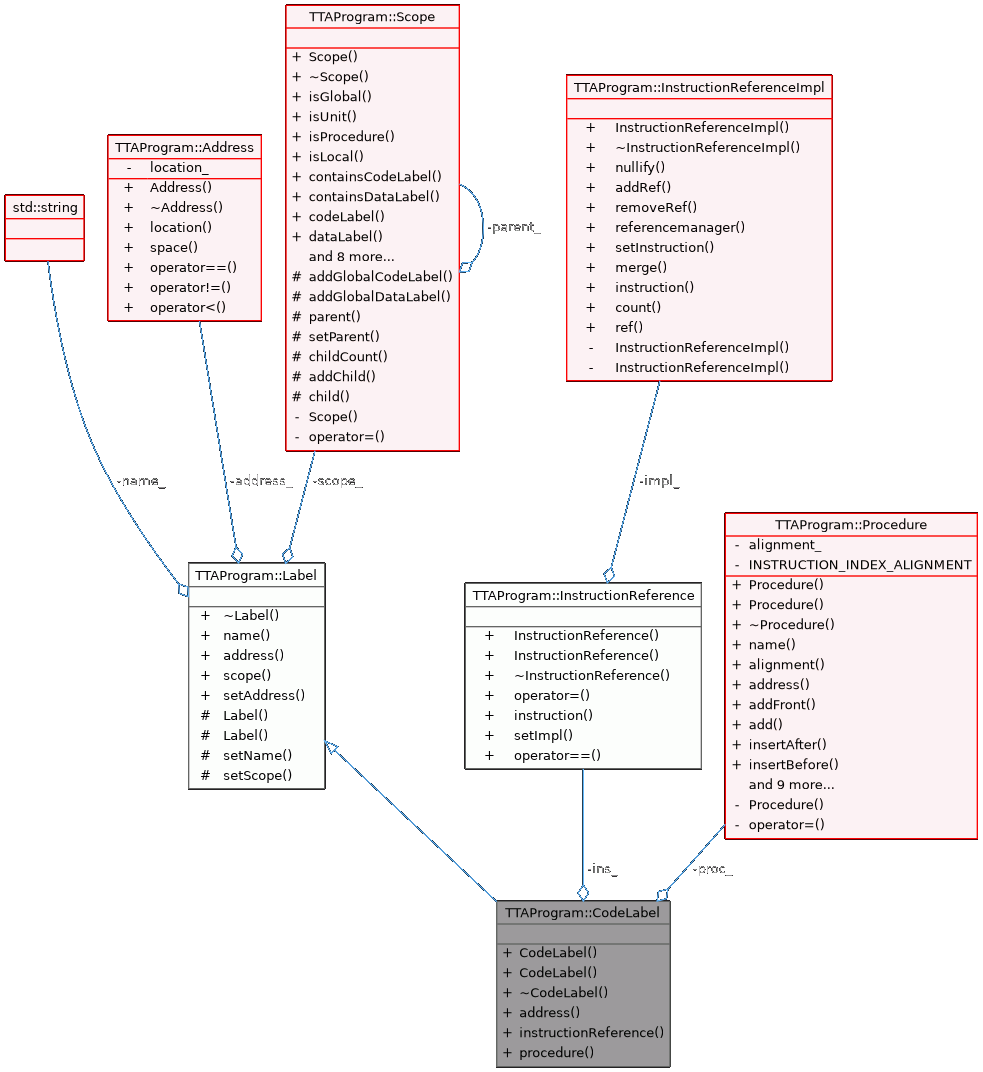 TTAProgram::Scope
+ Scope()
+ ~Scope()
+ isGlobal()
+ isUnit()
+ isProcedure()
+ isLocal()
+ containsCodeLabel()
+ containsDataLabel()
+ codeLabel()
+ dataLabel()
and 8 more...
# addGlobalCodeLabel()
# addGlobalDataLabel()
# parent()
# setParent()
# childCount()
# addChild()
# child()
- Scope()
- operator=()
-parent_
TTAProgram::InstructionReferenceImpl
+ InstructionReferenceImpl()
+ ~InstructionReferenceImpl()
+ nullify()
+ addRef()
+ removeRef()
+ referencemanager()
+ setInstruction()
+ merge()
+ instruction()
+ count()
+ ref()
- InstructionReferenceImpl()
- InstructionReferenceImpl()
TTAProgram::Address
- location_
+ Address()
+ ~Address()
+ location()
+ space()
+ operator==()
+ operator!=()
+ operator<()
std::string
-name_
-address_
-scope_
-impl_
TTAProgram::Procedure
- alignment_
- INSTRUCTION_INDEX_ALIGNMENT
+ Procedure()
+ Procedure()
+ ~Procedure()
+ name()
+ alignment()
+ address()
+ addFront()
+ add()
+ insertAfter()
+ insertBefore()
and 9 more...
- Procedure()
- operator=()
TTAProgram::Label
+ ~Label()
+ name()
+ address()
+ scope()
+ setAddress()
# Label()
# Label()
# setName()
# setScope()
TTAProgram::InstructionReference
+ InstructionReference()
+ InstructionReference()
+ ~InstructionReference()
+ operator=()
+ instruction()
+ setImpl()
+ operator==()
-ins_
-proc_
TTAProgram::CodeLabel
+ CodeLabel()
+ CodeLabel()
+ ~CodeLabel()
+ address()
+ instructionReference()
+ procedure()